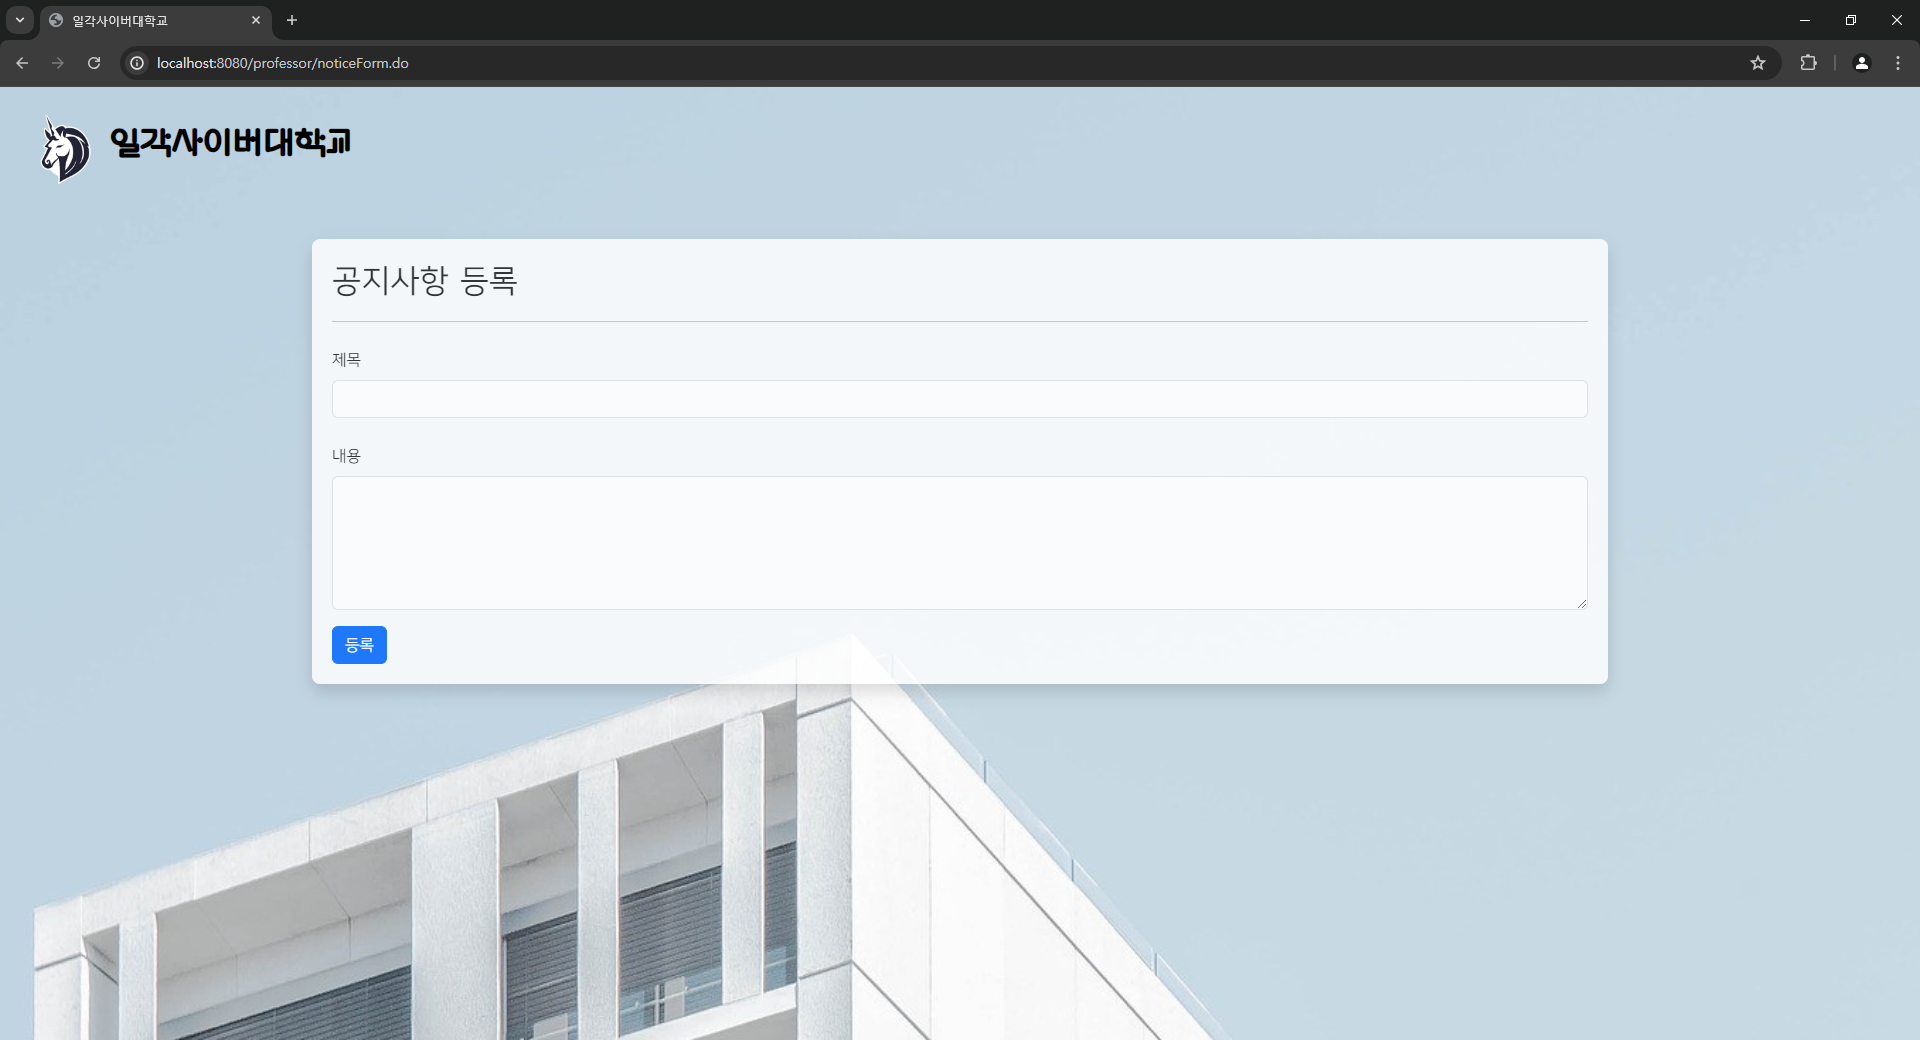 일각사이버대학교
localhost:8080/professor/noticeForm.do
일각사이버대학교
공지사항 등록
제목
내용
등록